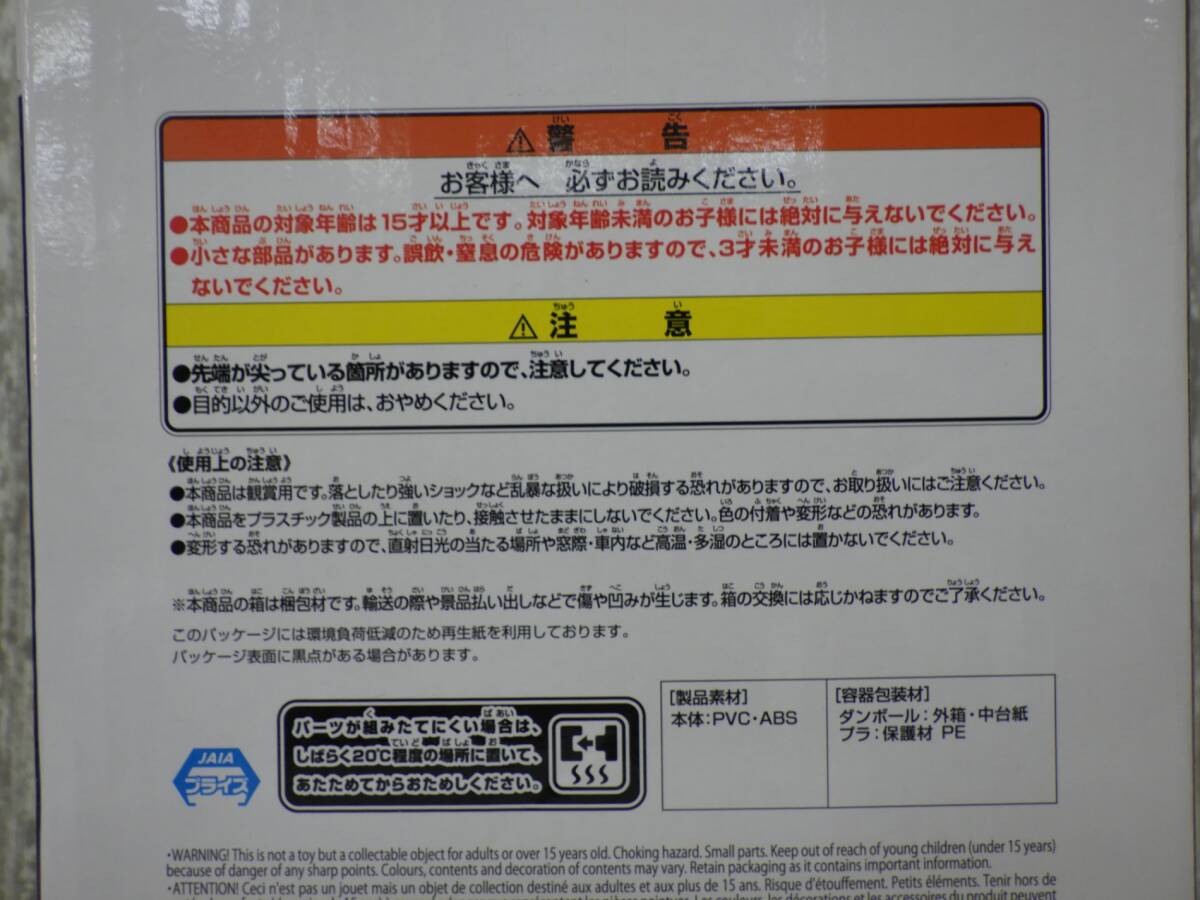 ⚠警告
お客様へ 必ずお読みください。
●本商品の対象年齢は15才以上です。対象年齢未満のお子様には絶対に与えないでください。
●小さな部品があります。誤飲・窒息の危険がありますので、3才未満のお子様には絶対に与え
ないでください。
⚠注意
●先端が尖っている箇所がありますので、注意してください。
●目的以外のご使用は、おやめください。
《使用上の注意》
●本商品は観賞用です。落としたり強いショックなど乱暴な扱いにより破損する恐れがありますので、お取り扱いにはご注意ください。
●本商品をプラスチック製品の上に置いたり、接触させたままにしないでください。色の付着や変形などの恐れがあります。
●変形する恐れがありますので、直射日光の当たる場所や窓際・車内など高温・多湿のところには置かないでください。
※本商品の箱は梱包材です。輸送の際や景品払い出しなどで傷や凹みが生じます。箱の交換には応じかねますのでご了承ください。
このパッケージには環境負荷低減のため再生紙を利用しております。
パッケージ表面に黒点がある場合があります。
JAIA
プライズ
パーツが組みたてにくい場合は、
しばらく20℃程度の場所に置いて、
あたためてからおためしください。
[製品素材]
本体:PVC・ABS
[容器包装材]
ダンボール:外箱・中台紙
プラ:保護材 PE
・WARNING! This is not a toy but a collectable object for adults or over 15 years old. Choking hazard. Small parts. Keep out of reach of young children (under 15 years)
because of danger of any sharp points. Colours, contents and decoration of contents may vary. Retain packaging as it contains important information.
・ATTENTION! Ceci n'est pas un jouet mais un objet de collection destiné aux adultes et aux plus de 15 ans. Risque d'étouffement. Petits éléments. Tenir hors de